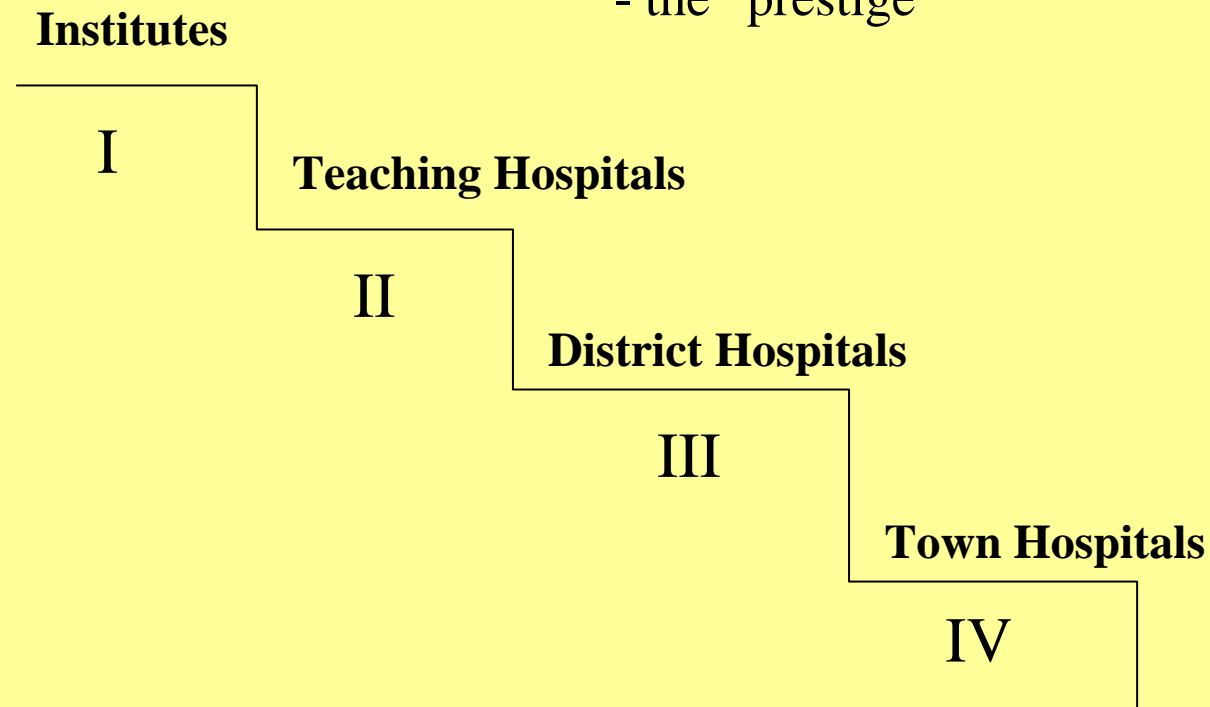 - the "prestige"
Institutes
I
Teaching Hospitals
II
District Hospitals
III
Town Hospitals
IV